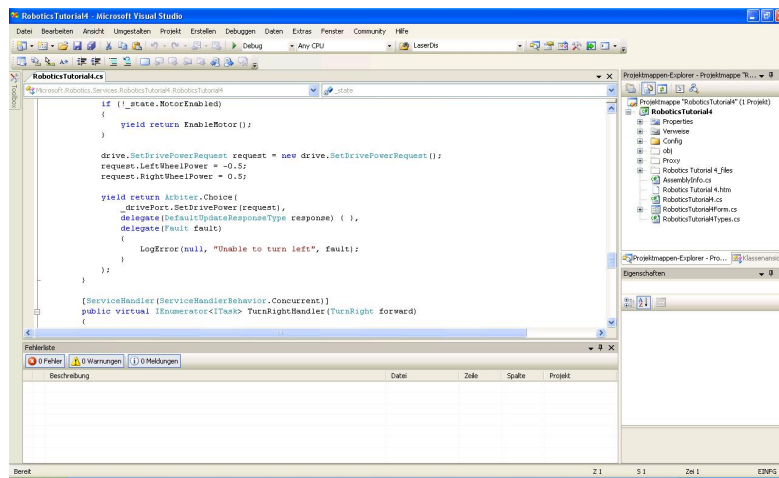 RoboticsTutorial4 - Microsoft Visual Studio
Datei Bearbeiten Ansicht Umgestalten Projekt Erstellen Debuggen Daten Extras Fenster Community Hilfe
Debug Any CPU LaserDis
Toolbox
RoboticsTutorial4.cs
Microsoft.Robotics.Services.RoboticsTutorial4.RoboticsTutorial4 _state
if (!_state.MotorEnabled)
{
yield return EnableMotor();
}
drive.SetDrivePowerRequest request = new drive.SetDrivePowerRequest();
request.LeftWheelPower = -0.5;
request.RightWheelPower = 0.5;
yield return Arbiter.Choice(
_drivePort.SetDrivePower(request),
delegate(DefaultUpdateResponseType response) { },
delegate(Fault fault)
{
LogError(null, "Unable to turn left", fault);
}
);
}
[ServiceHandler(ServiceHandlerBehavior.Concurrent)]
public virtual IEnumerator<ITask> TurnRightHandler(TurnRight forward)
{
Projektmappen-Explorer - Projektmappe "R...
Projektmappe "RoboticsTutorial4" (1 Projekt)
RoboticsTutorial4
Properties
Verweise
Config
obj
Proxy
Robotics Tutorial 4_files
AssemblyInfo.cs
Robotics Tutorial 4.htm
RoboticsTutorial4.cs
RoboticsTutorial4Form.cs
RoboticsTutorial4Types.cs
Projektmappen-Explorer - Pro... Klassenansic
Eigenschaften
Fehlerliste
0 Fehler 0 Warnungen 0 Meldungen
Beschreibung Datei Zeile Spalte Projekt
Bereit Z 1 S 1 Zei 1 EINFG